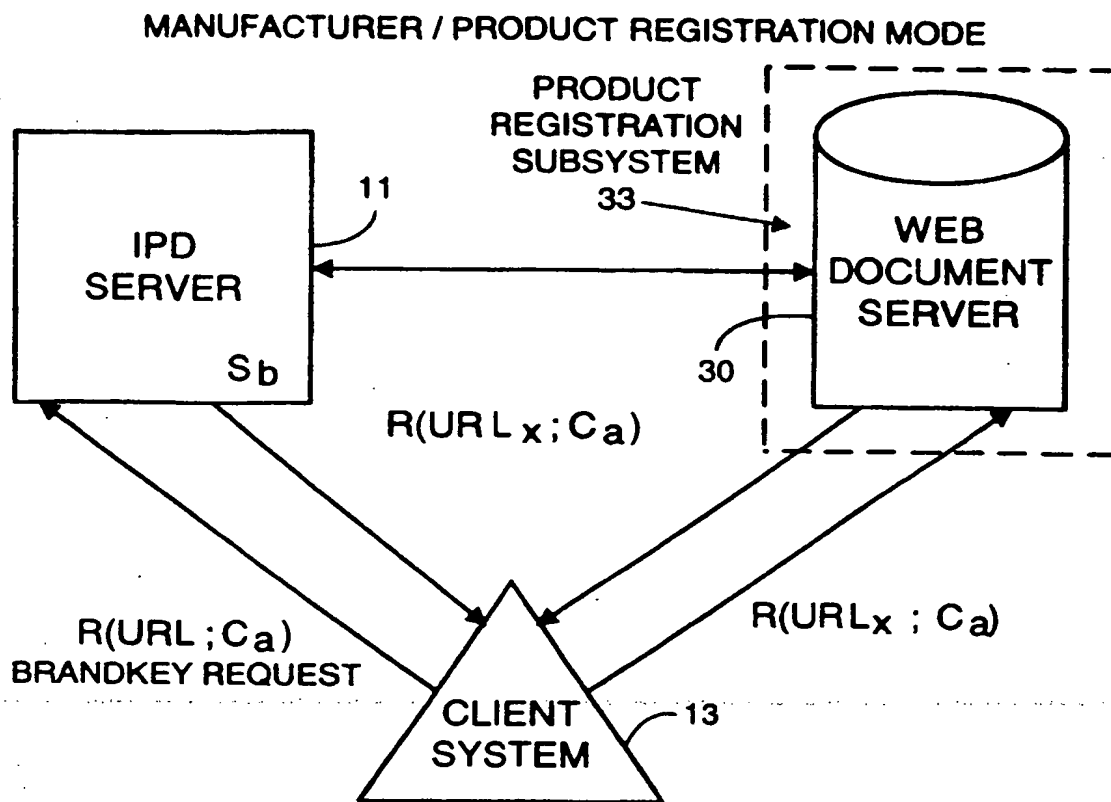 MANUFACTURER / PRODUCT REGISTRATION MODE
PRODUCT
REGISTRATION
SUBSYSTEM
33
11
IPD
SERVER
Sb
WEB
DOCUMENT
SERVER
30
R(URLx ; Ca)
R(URL ; Ca)
BRANDKEY REQUEST
R(URLx ; Ca)
CLIENT
SYSTEM
13